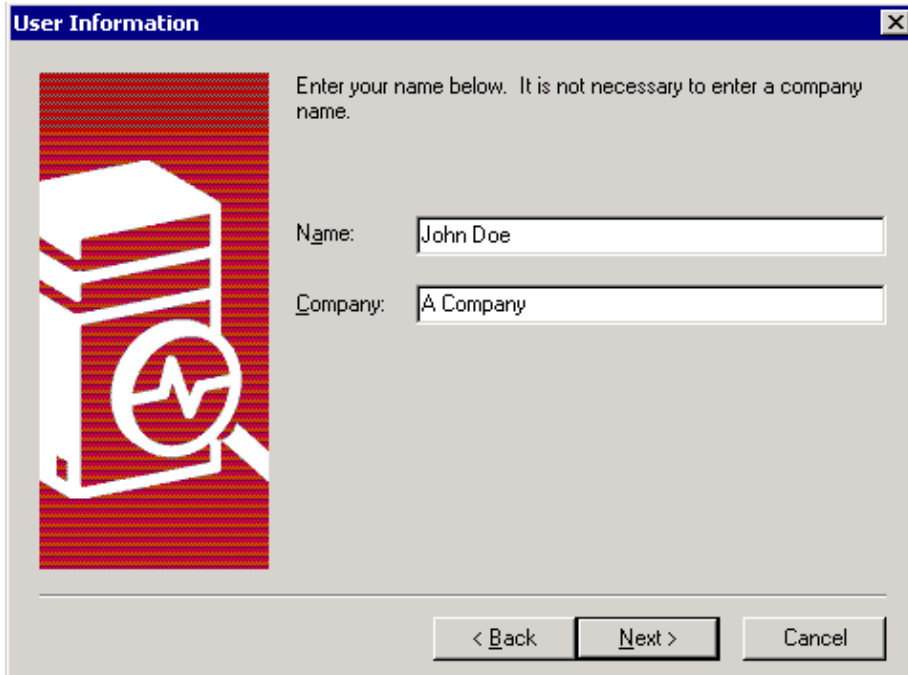 User Information
Enter your name below.  It is not necessary to enter a company
name.
Name:
John Doe
Company:
A Company
< Back
Next >
Cancel